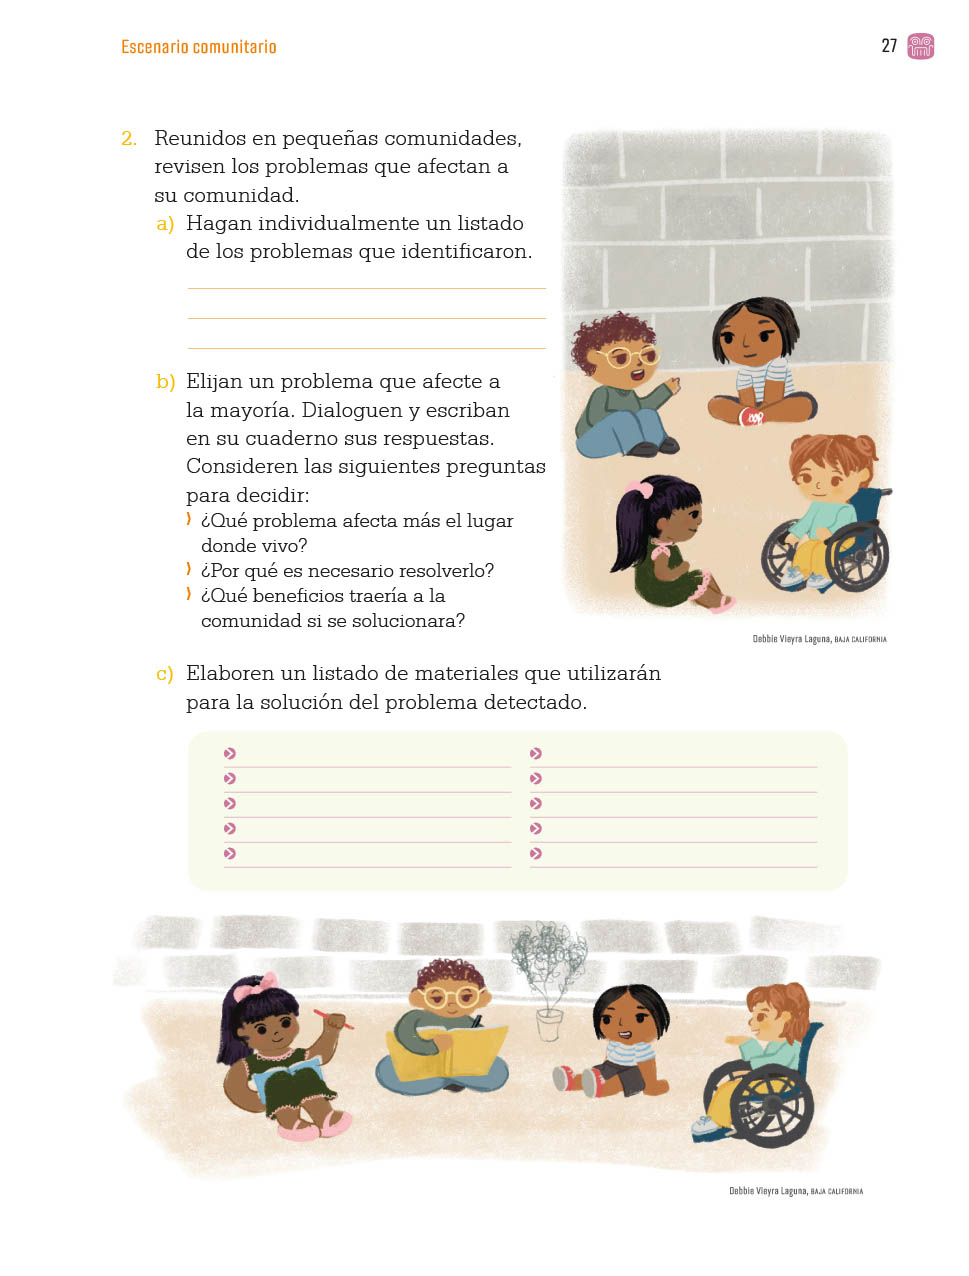 Escenario comunitario
27
2. Reunidos en pequeñas comunidades,
revisen los problemas que afectan a
su comunidad.
a) Hagan individualmente un listado
de los problemas que identificaron.
b) Elijan un problema que afecte a
la mayoría. Dialoguen y escriban
en su cuaderno sus respuestas.
Consideren las siguientes preguntas
para decidir:
¿Qué problema afecta más el lugar
donde vivo?
¿Por qué es necesario resolverlo?
¿Qué beneficios traería a la
comunidad si se solucionara?
Debbie Vieyra Laguna, BAJA CALIFORNIA
c) Elaboren un listado de materiales que utilizarán
para la solución del problema detectado.
Debbie Vieyra Laguna, BAJA CALIFORNIA